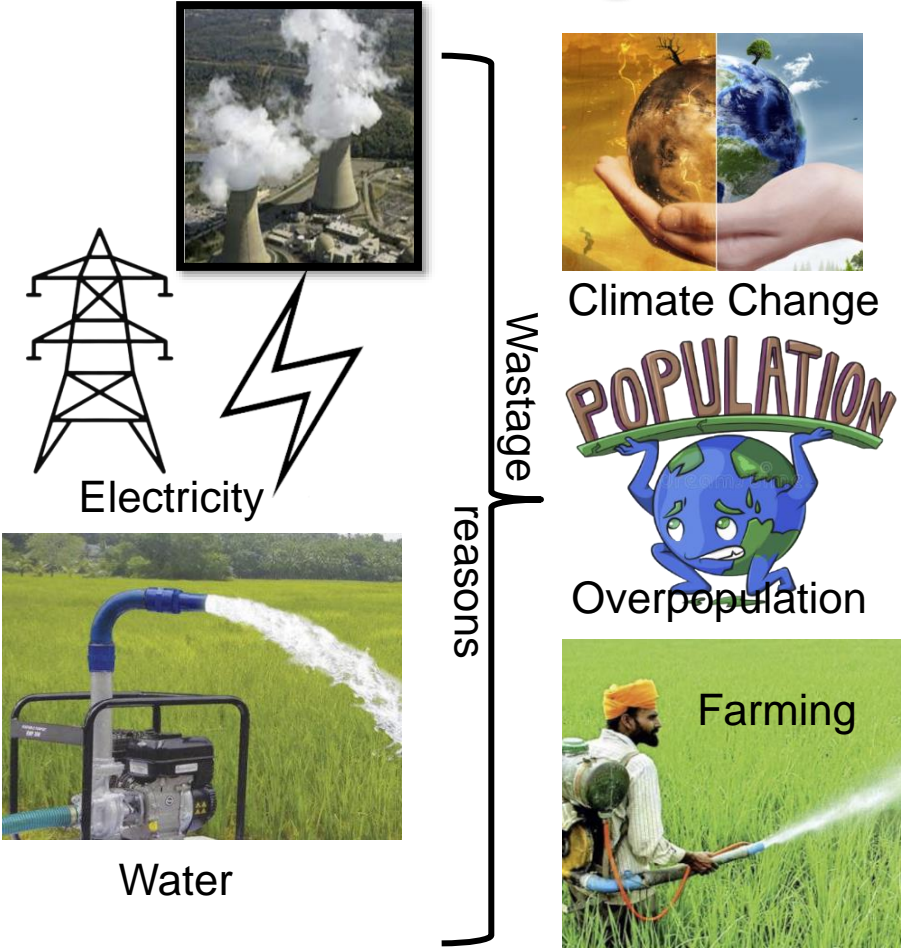 Electricity
Water
Wastage
reasons
Climate Change
POPULATION
Overpopulation
Farming